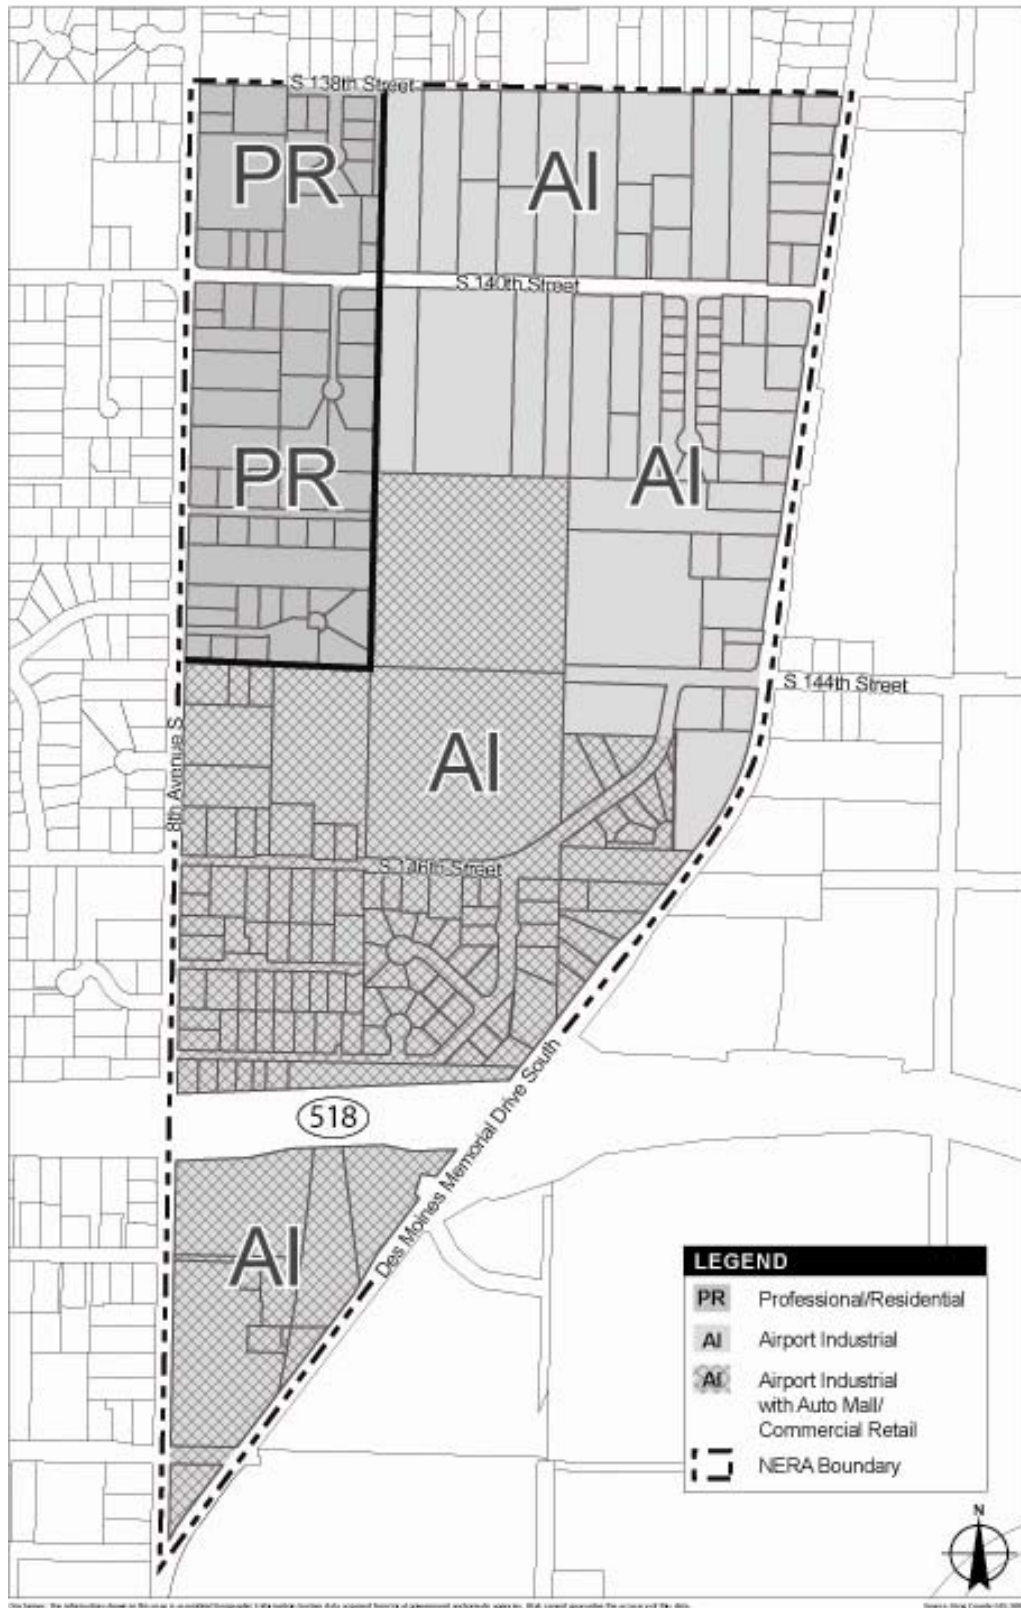 S 138th Street
PR
AI
S 140th Street
PR
AI
S 144th Street
8th Avenue S
AI
S 146th Street
518
Des Moines Memorial Drive South
AI
LEGEND
PR Professional/Residential
AI Airport Industrial
AI Airport Industrial
with Auto Mall/
Commercial Retail
NERA Boundary
N